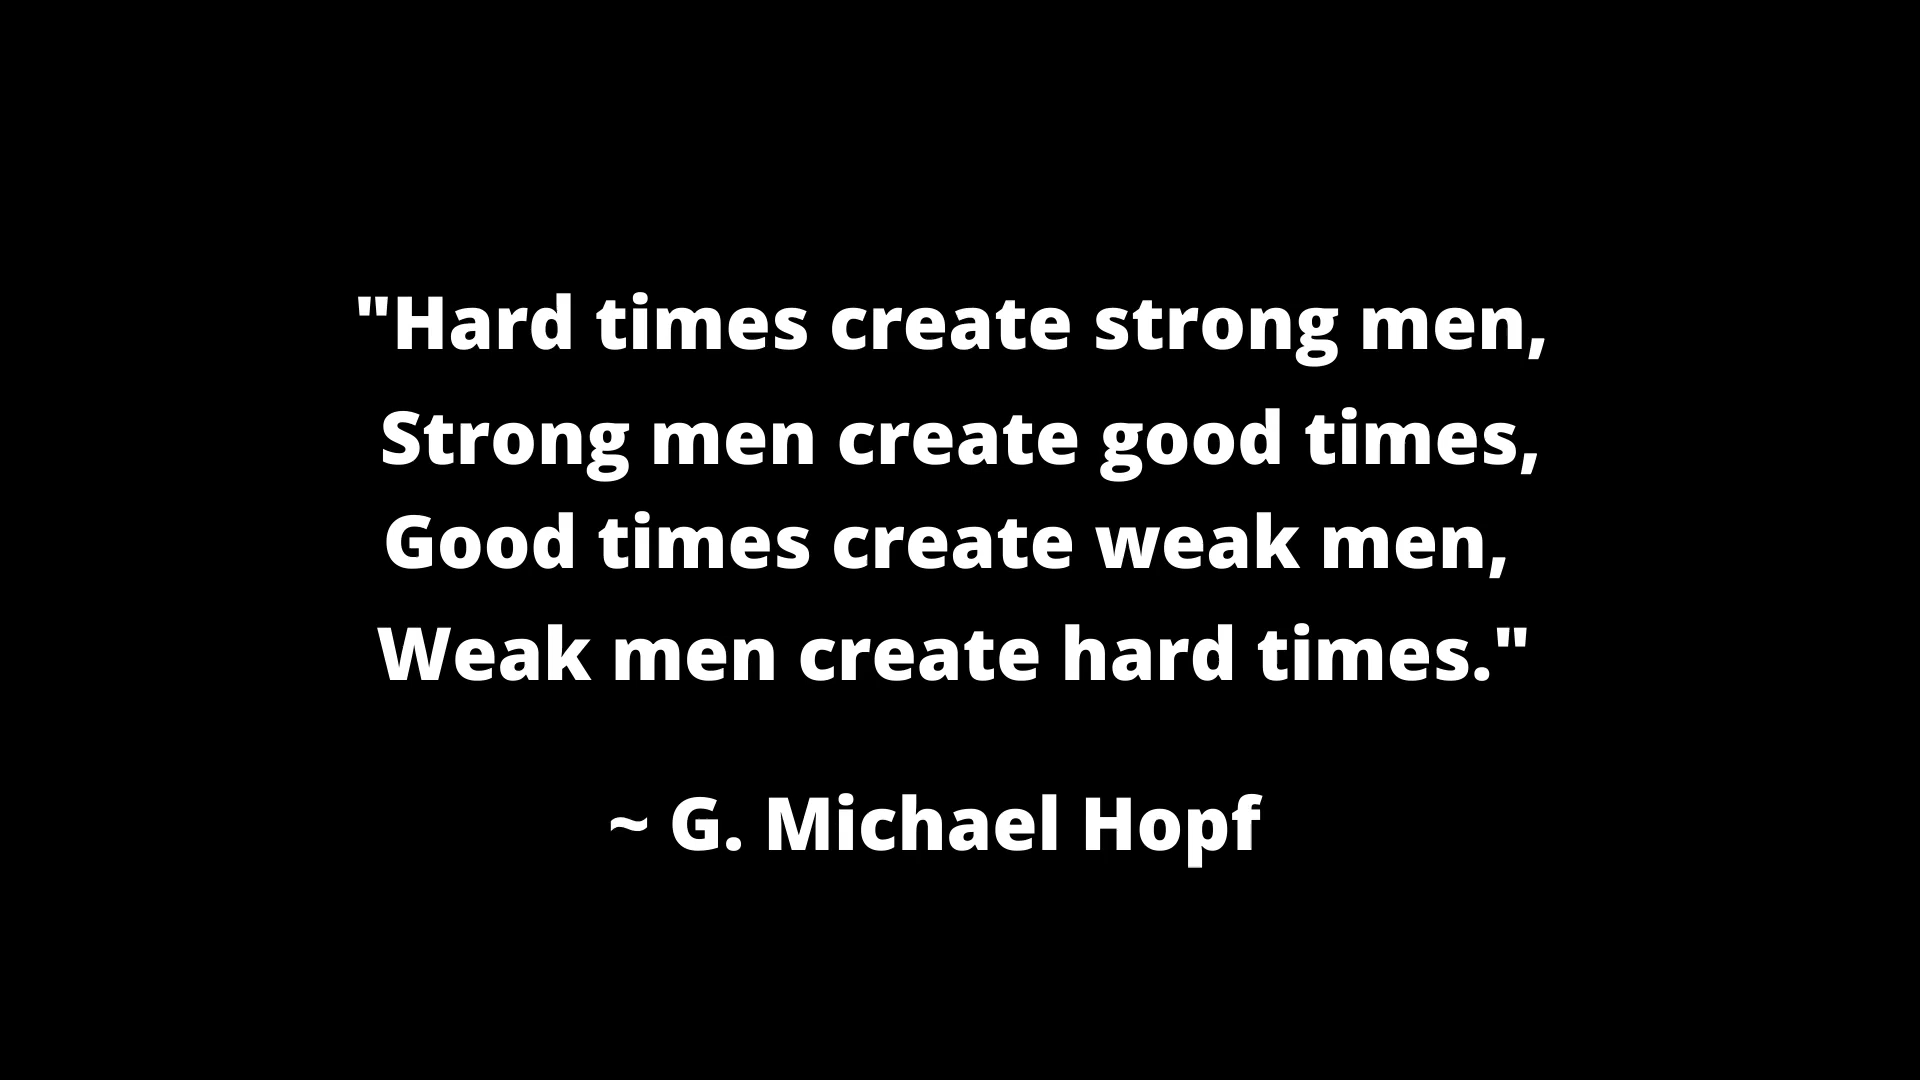 "Hard times create strong men,
Strong men create good times,
Good times create weak men,
Weak men create hard times."
~ G. Michael Hopf